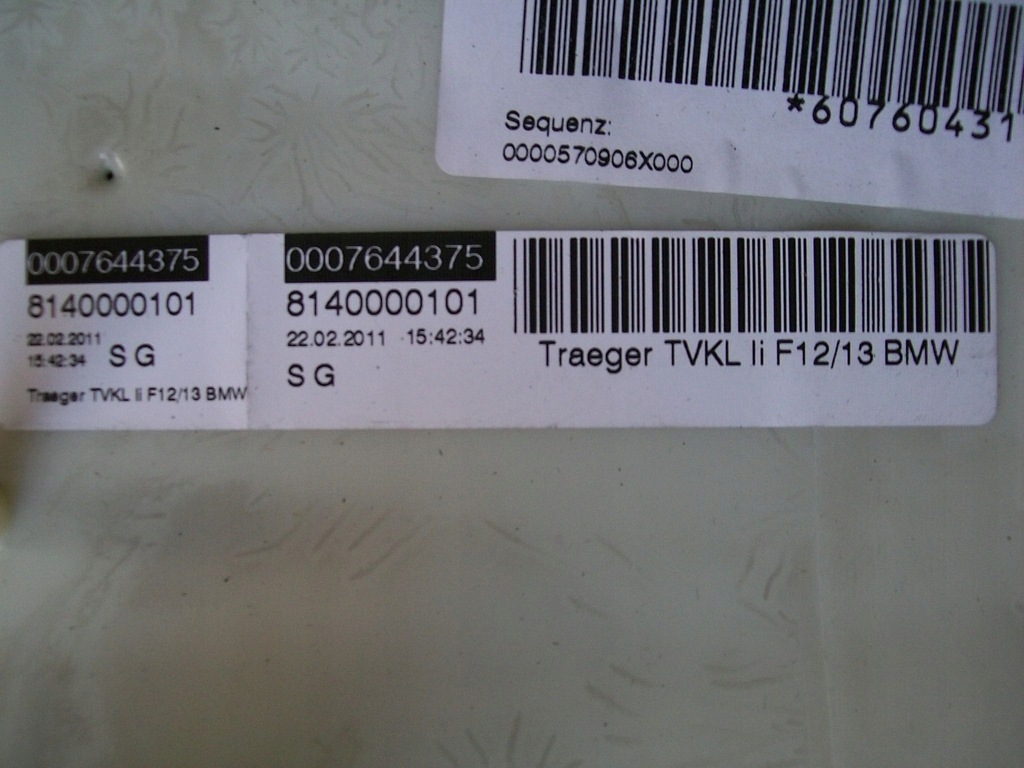 *60760431
Sequenz:
0000570906X000
0007644375
8140000101
22.02.2011
15:42:34 S G
Traeger TVKL li F12/13 BMW
0007644375
8140000101
22.02.2011 15:42:34
S G
Traeger TVKL li F12/13 BMW